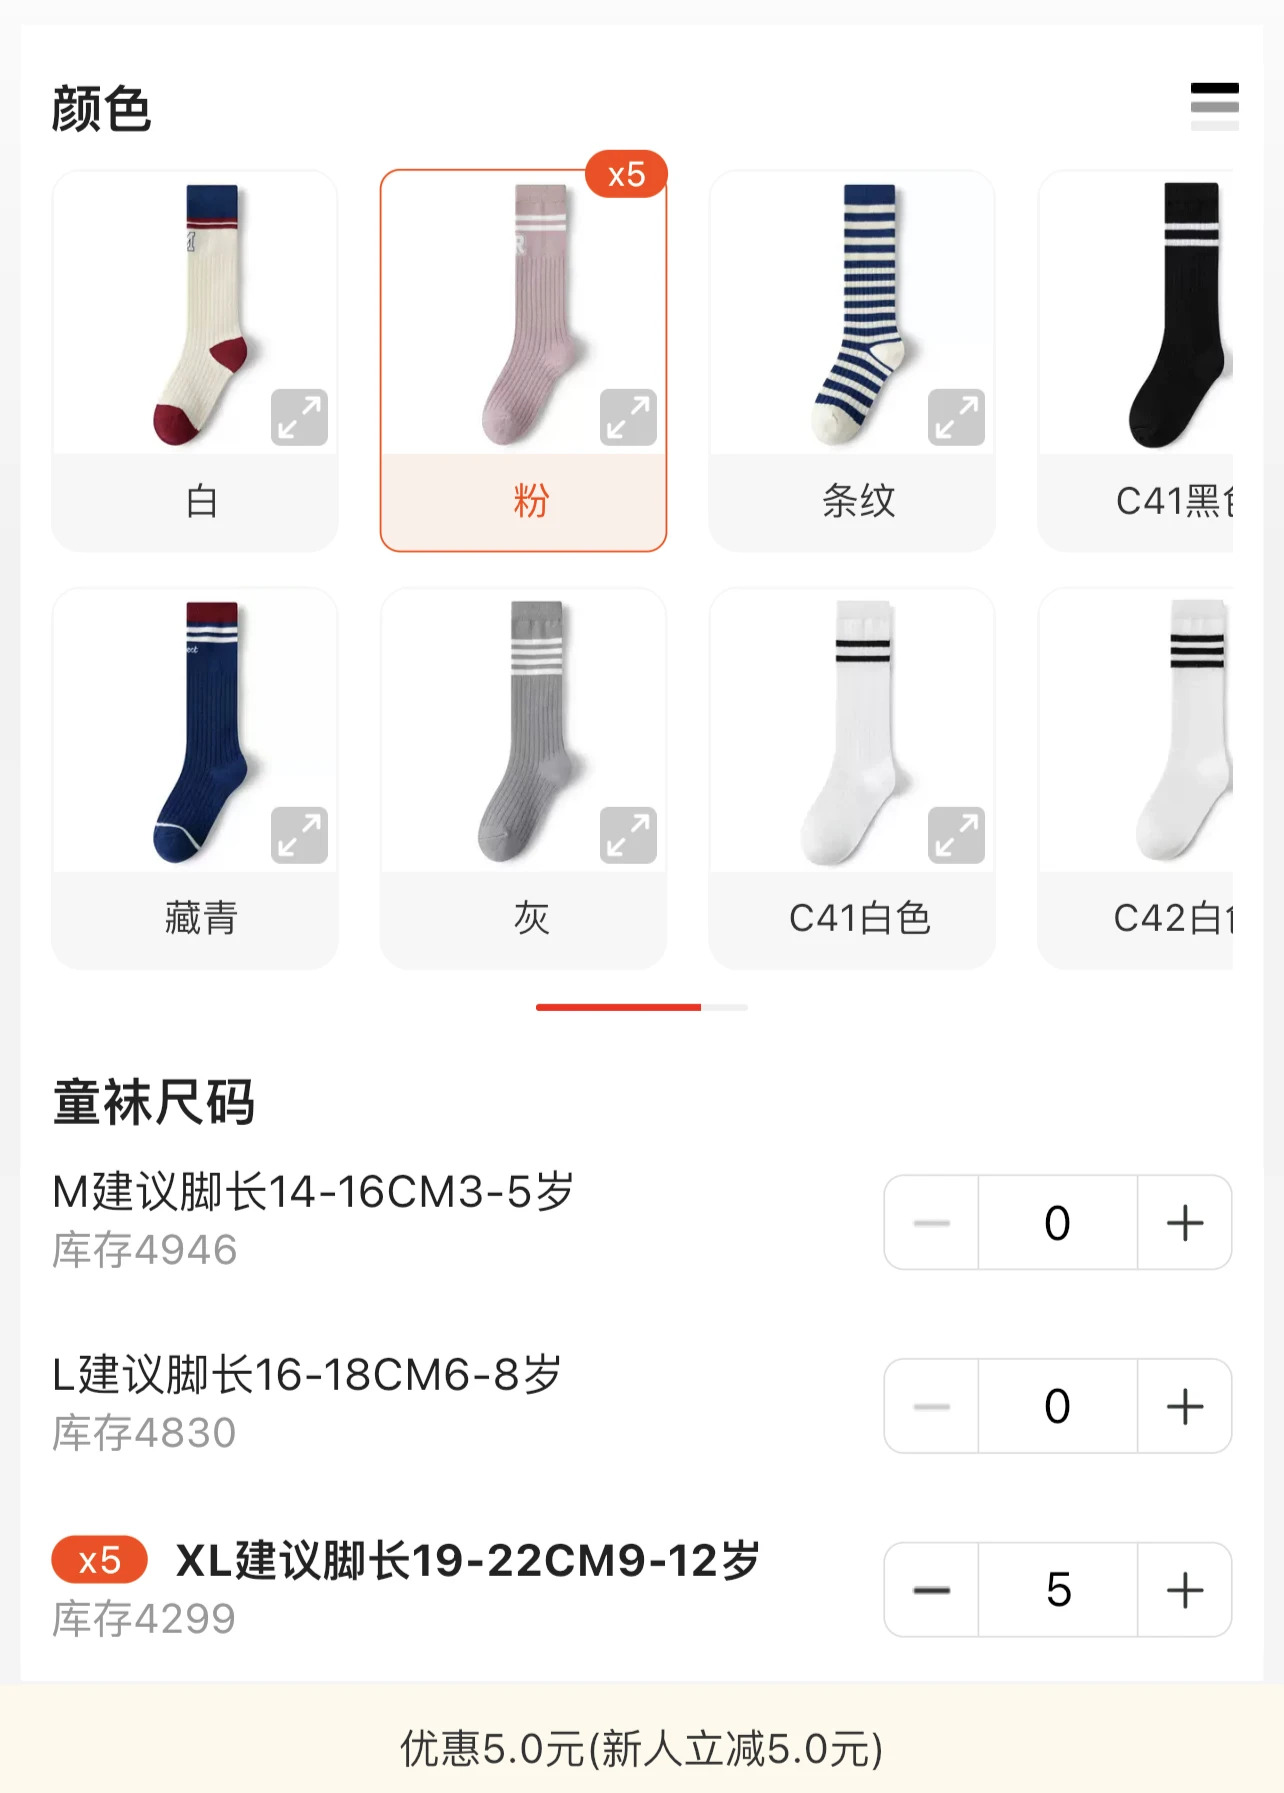 颜色
x5
白
粉
条纹
C41黑色
藏青
灰
C41白色
C42白色
童袜尺码
M建议脚长14-16CM3-5岁
库存4946
0
L建议脚长16-18CM6-8岁
库存4830
0
x5 XL建议脚长19-22CM9-12岁
库存4299
5
优惠5.0元(新人立减5.0元)